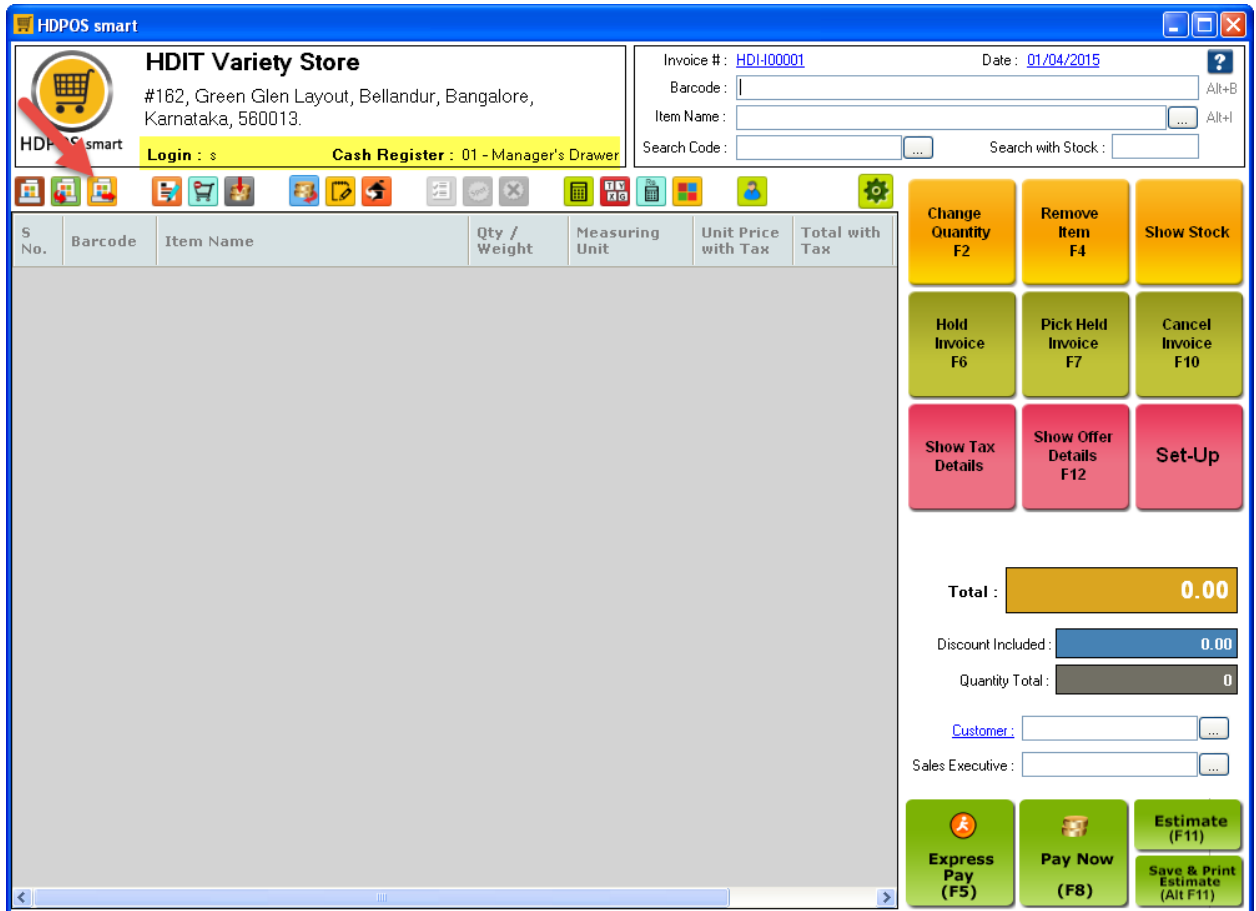 HDPOS smart
HDIT Variety Store
#162, Green Glen Layout, Bellandur, Bangalore,
Karnataka, 560013.
HDPOS smart
Login : s Cash Register : 01 - Manager's Drawer
Invoice # : HDI-I00001 Date : 01/04/2015 ?
Barcode : Alt+B
Item Name : ... Alt+I
Search Code : ... Search with Stock :
S No. Barcode Item Name Qty / Weight Measuring Unit Unit Price with Tax Total with Tax
Change Quantity F2
Remove Item F4
Show Stock
Hold Invoice F6
Pick Held Invoice F7
Cancel Invoice F10
Show Tax Details
Show Offer Details F12
Set-Up
Total : 0.00
Discount Included : 0.00
Quantity Total : 0
Customer : ...
Sales Executive : ...
Express Pay (F5)
Pay Now (F8)
Estimate (F11)
Save & Print Estimate (Alt F11)